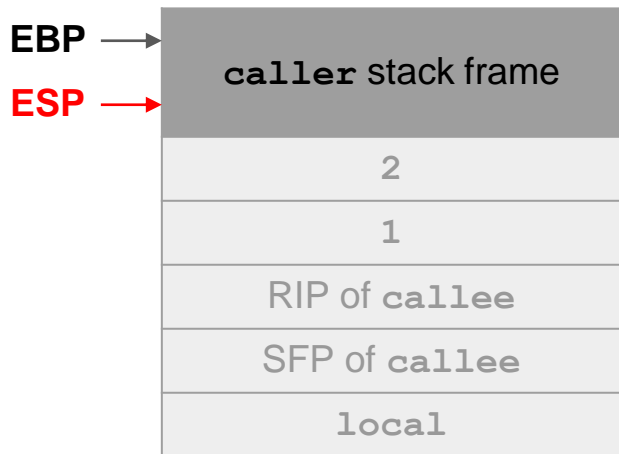 EBP
caller stack frame
ESP
2
1
RIP of callee
SFP of callee
local